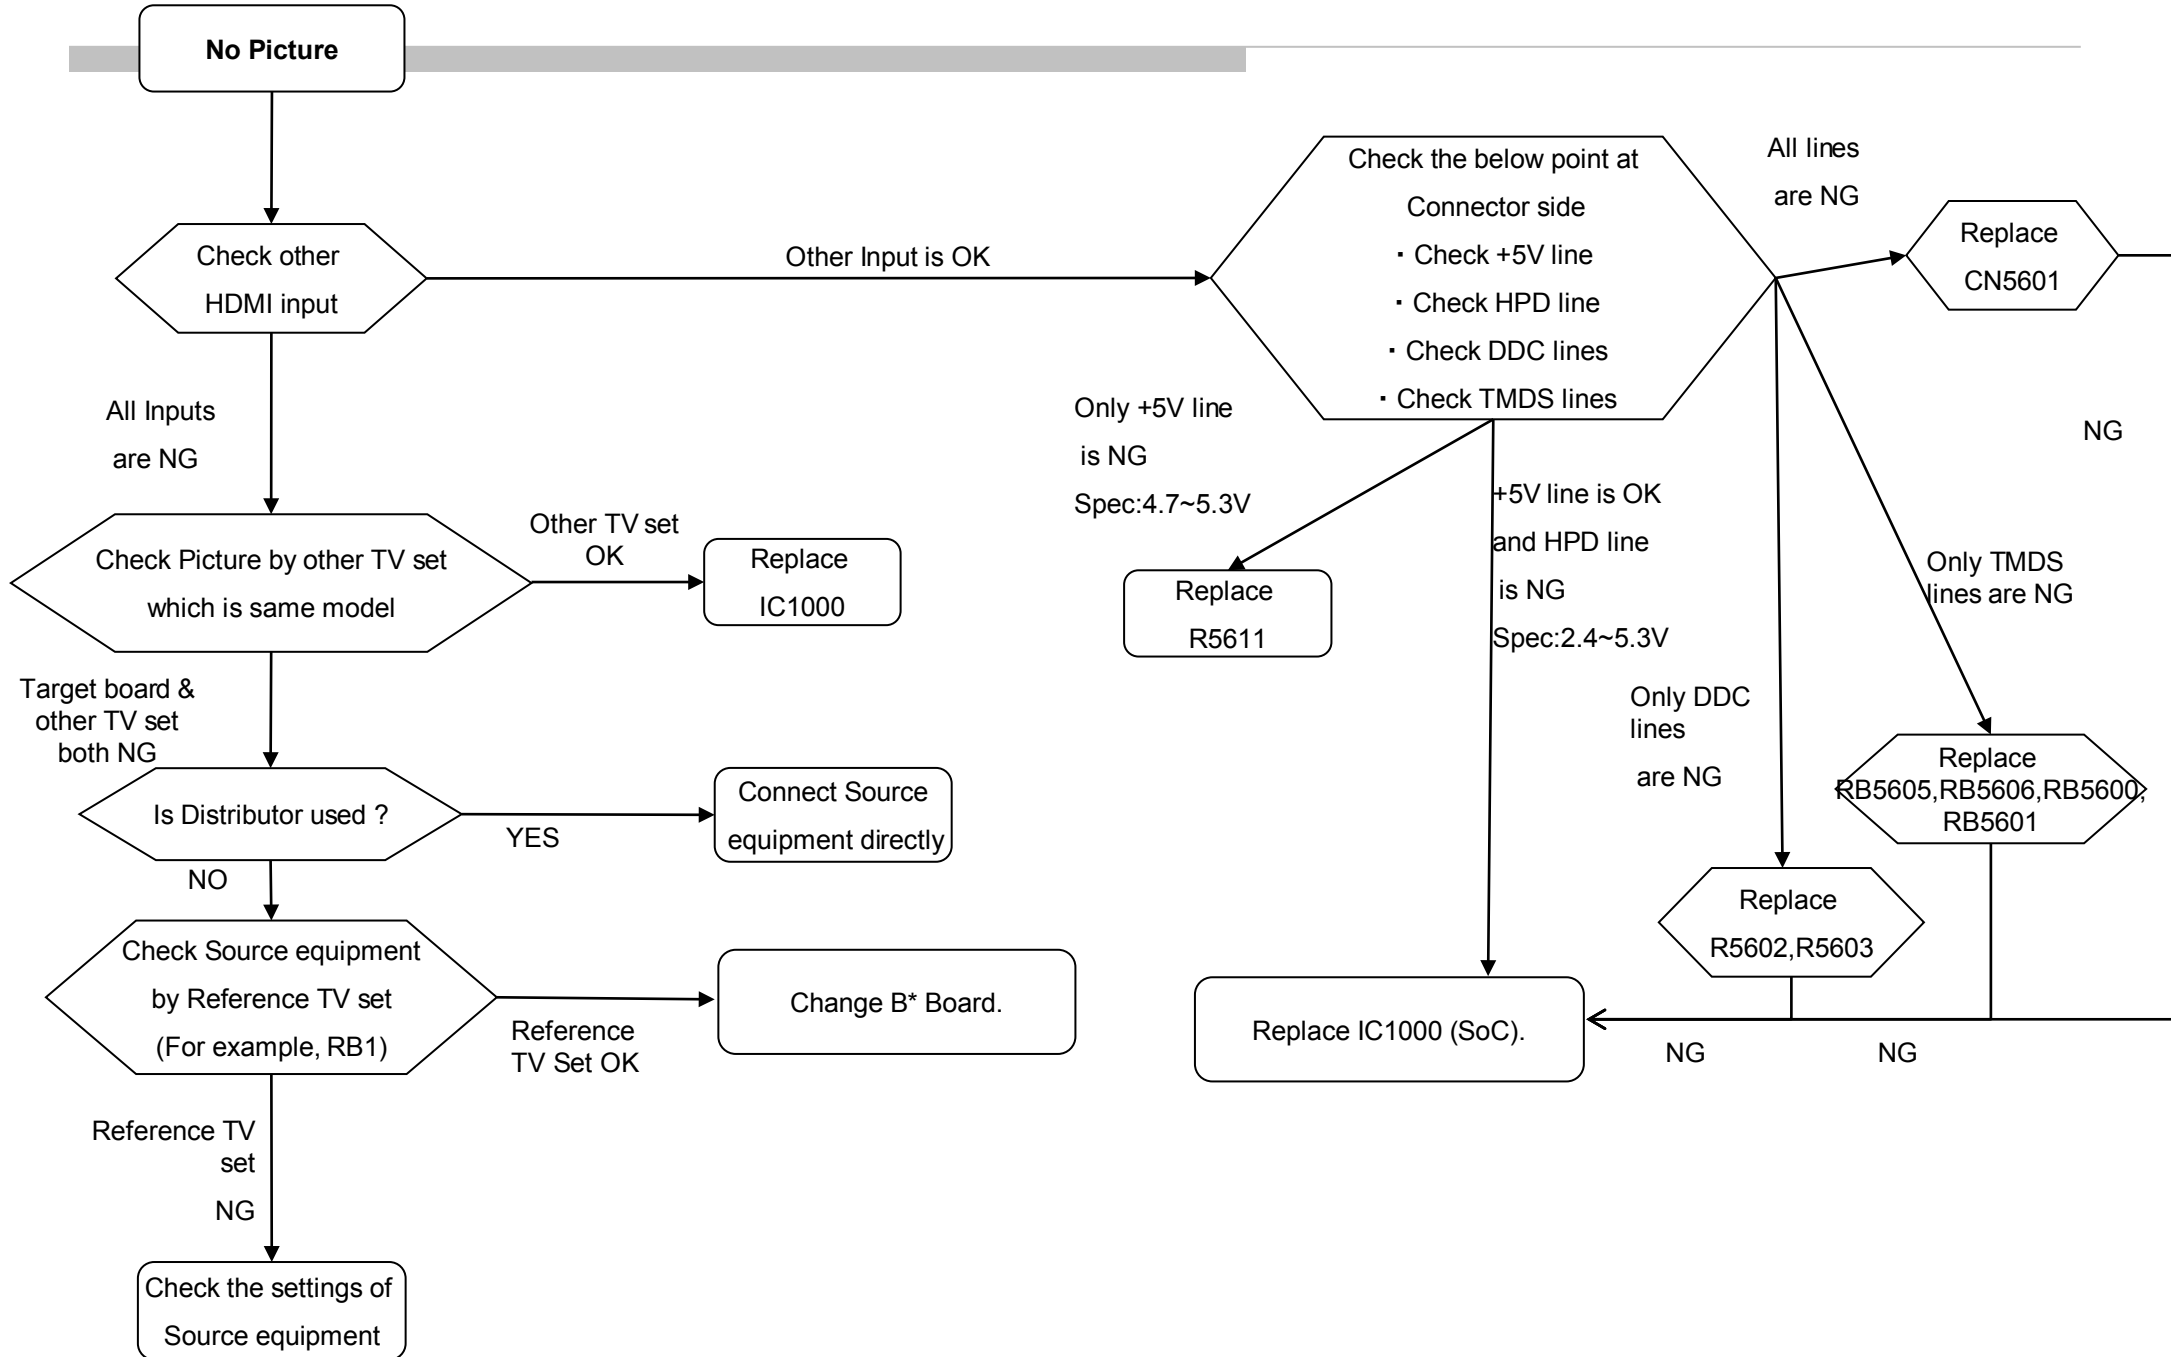 No Picture
Check other
HDMI input
Other Input is OK
Check the below point at
Connector side
・Check +5V line
・Check HPD line
・Check DDC lines
・Check TMDS lines
All lines
are NG
Replace
CN5601
NG
All Inputs
are NG
Only +5V line
is NG
Spec:4.7~5.3V
+5V line is OK
and HPD line
is NG
Spec:2.4~5.3V
Only TMDS
lines are NG
Check Picture by other TV set
which is same model
Other TV set
OK
Replace
IC1000
Replace
R5611
Target board &
other TV set
both NG
Only DDC
lines
are NG
Replace
RB5605,RB5606,RB5600,
RB5601
Is Distributor used ?
YES
Connect Source
equipment directly
NO
Replace
R5602,R5603
Check Source equipment
by Reference TV set
(For example, RB1)
Reference
TV Set OK
Change B* Board.
Replace IC1000 (SoC).
NG
NG
Reference TV
set
NG
Check the settings of
Source equipment